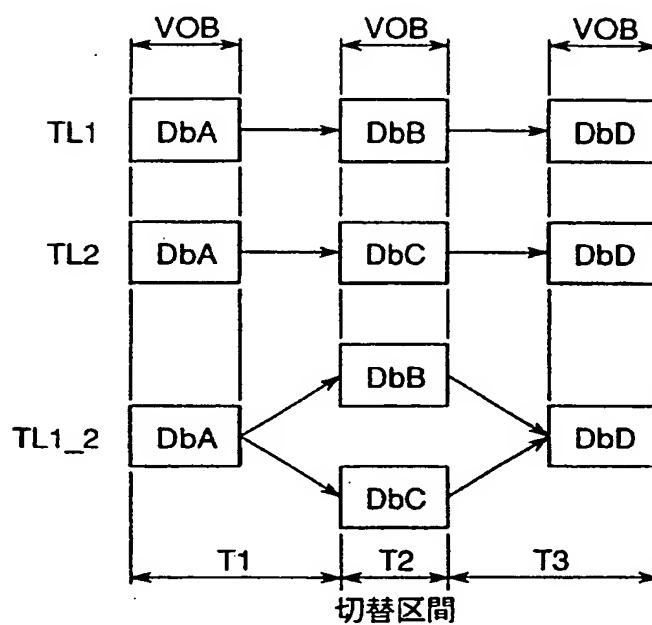 VOB VOB VOB
TL1 DbA DbB DbD
TL2 DbA DbC DbD
DbB
TL1_2 DbA DbD
DbC
T1 T2 T3
切替区間